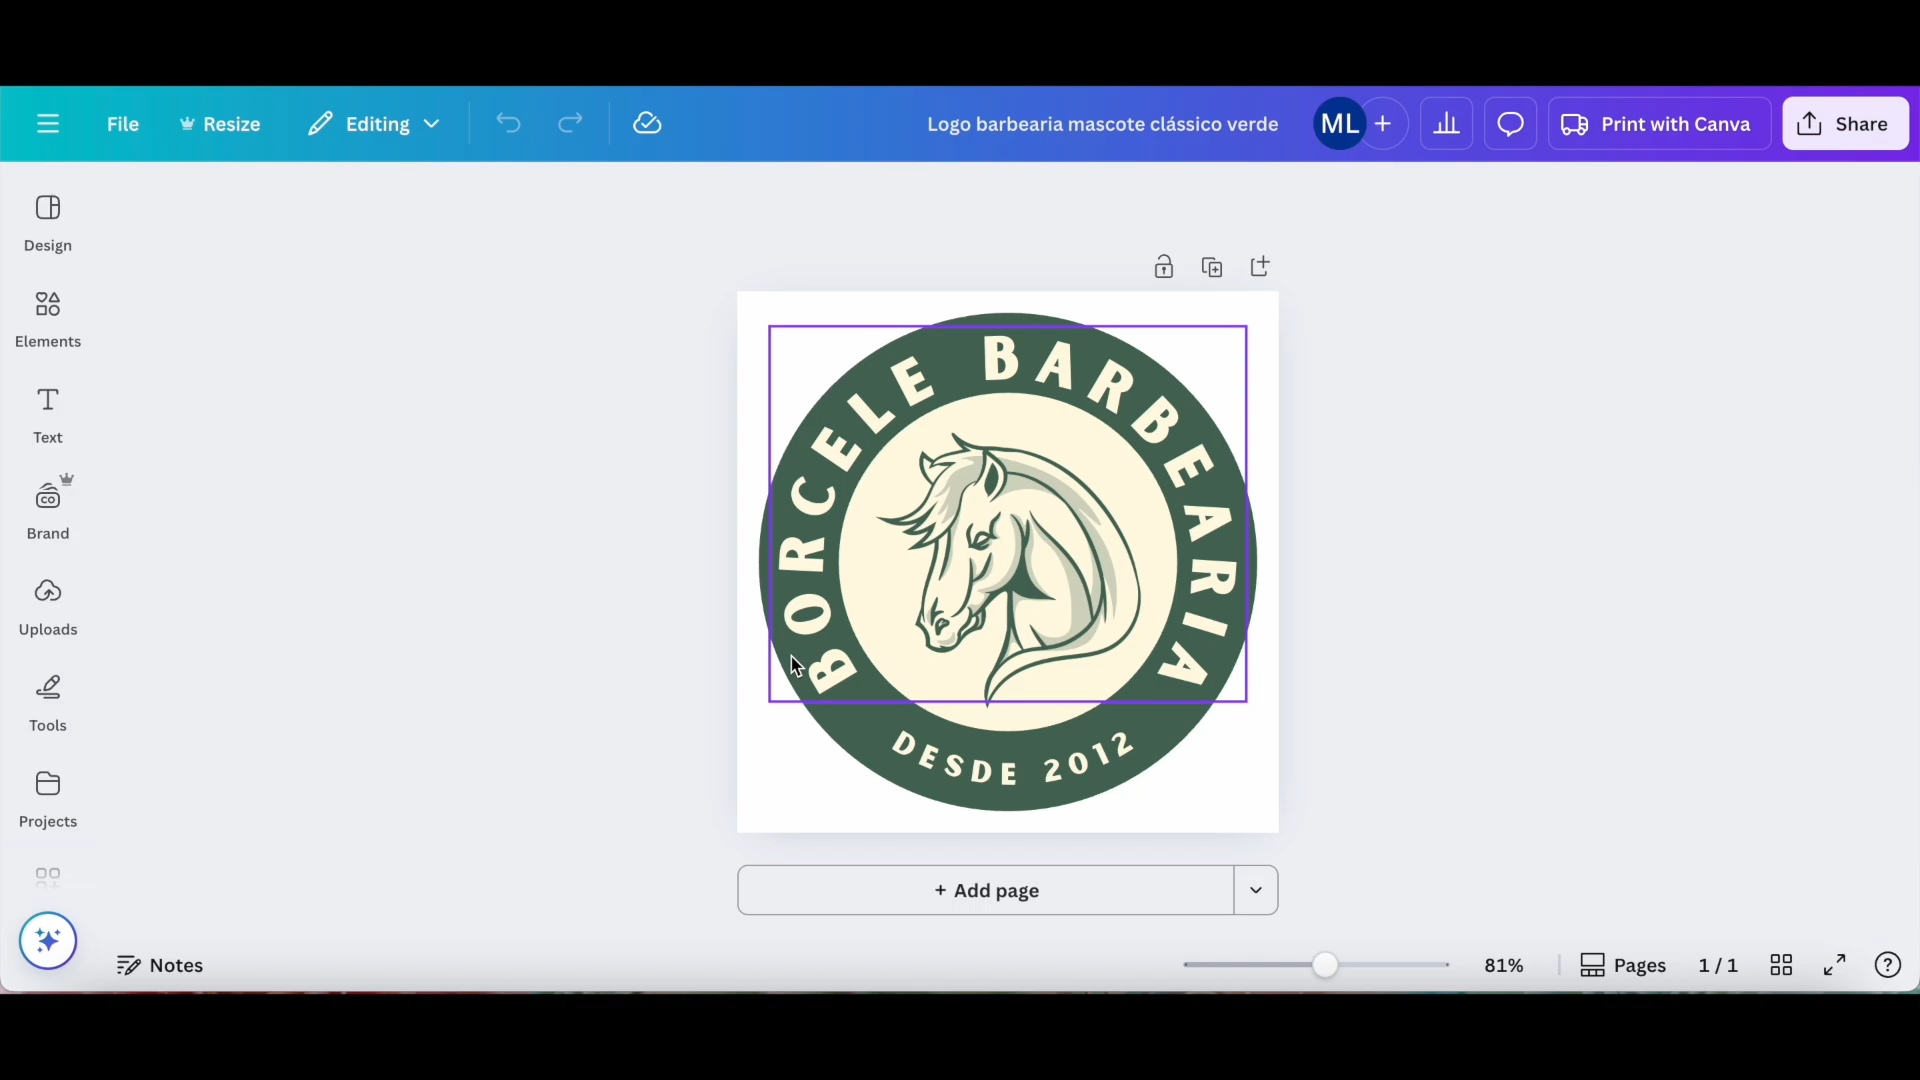 File
Resize
Editing
Logo barbearia mascote clássico verde
ML
+
Print with Canva
Share
Design
Elements
Text
CO
Brand
Uploads
Tools
Projects
BORCELE BARBEARIA
DESDE 2012
+ Add page
Notes
81%
Pages
1 / 1
?